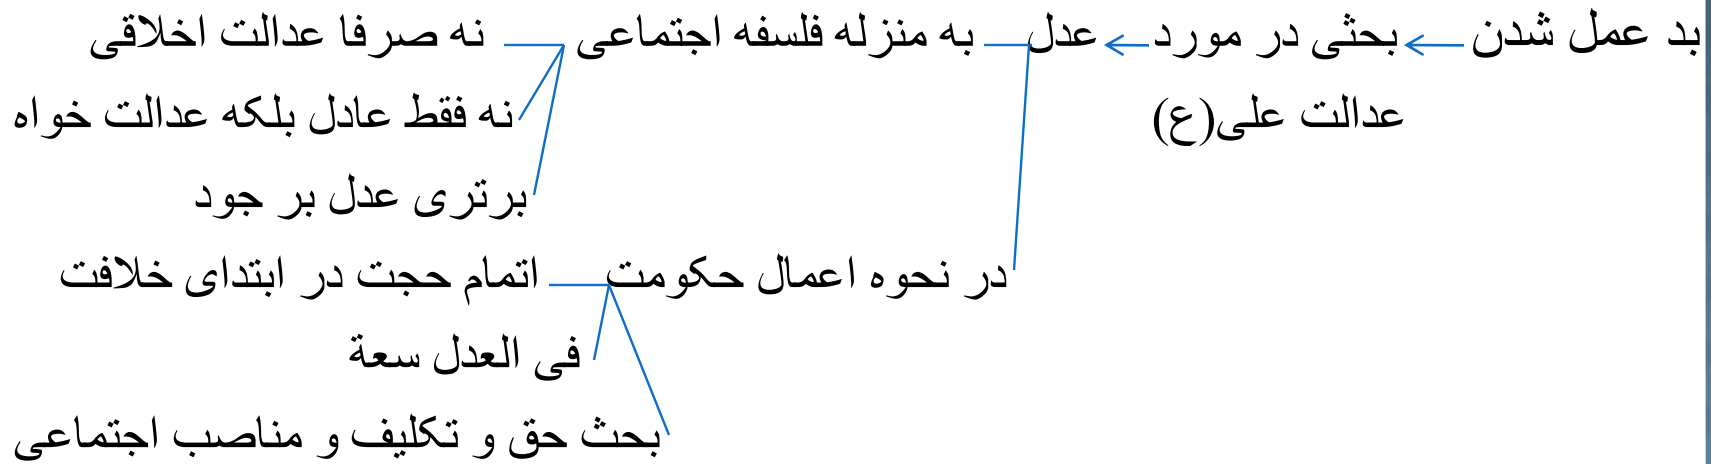 بد عمل شدن بحثی در مورد عدل به منزله فلسفه اجتماعی نه صرفا عدالت اخلاقی
عدالت علی(ع) نه فقط عادل بلکه عدالت خواه
برتری عدل بر جود
در نحوه اعمال حکومت اتمام حجت در ابتدای خلافت
فی العدل سعة
بحث حق و تکلیف و مناصب اجتماعی